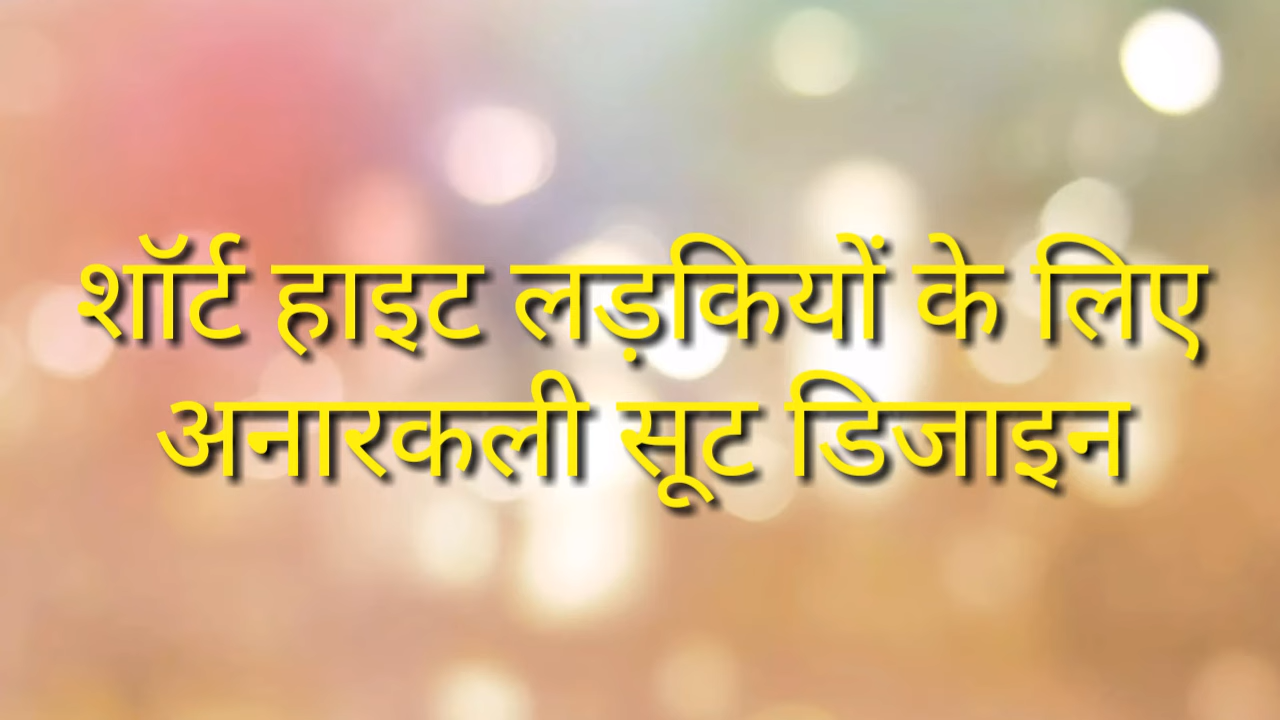 शॉर्ट हाइट लड़कियों के लिए
अनारकली सूट डिजाइन